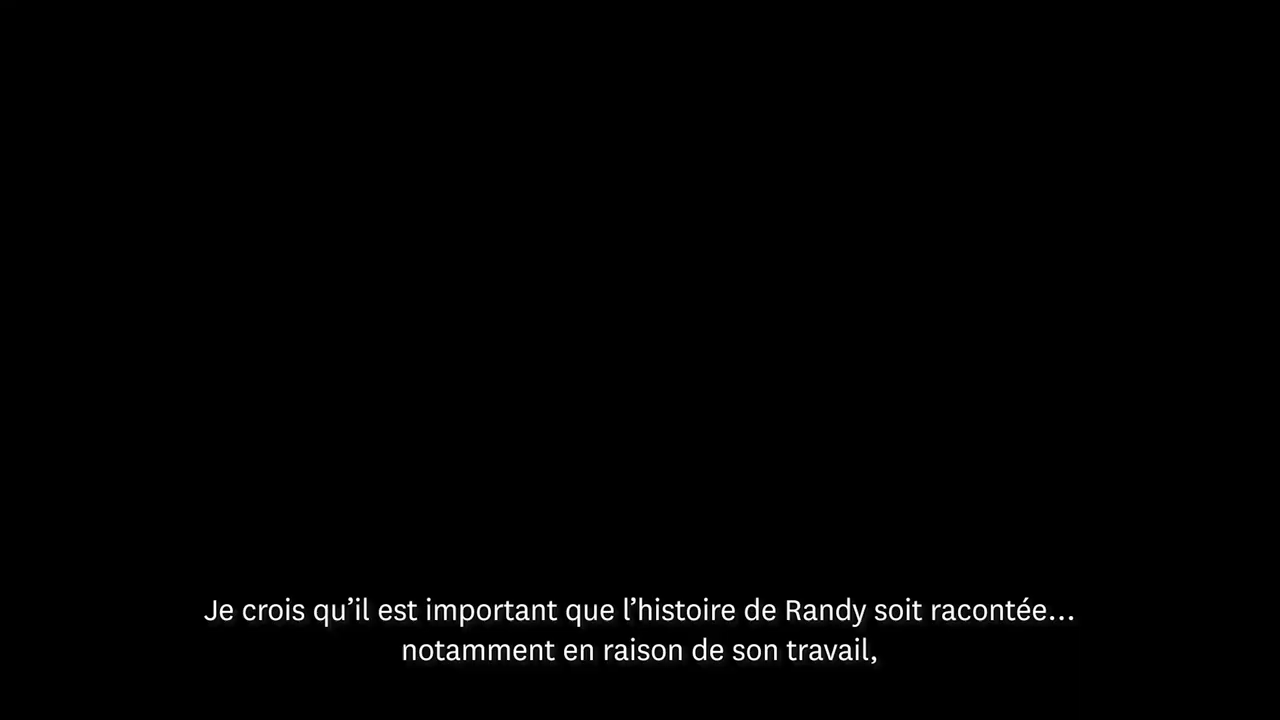 Je crois qu’il est important que l’histoire de Randy soit racontée…
notamment en raison de son travail,